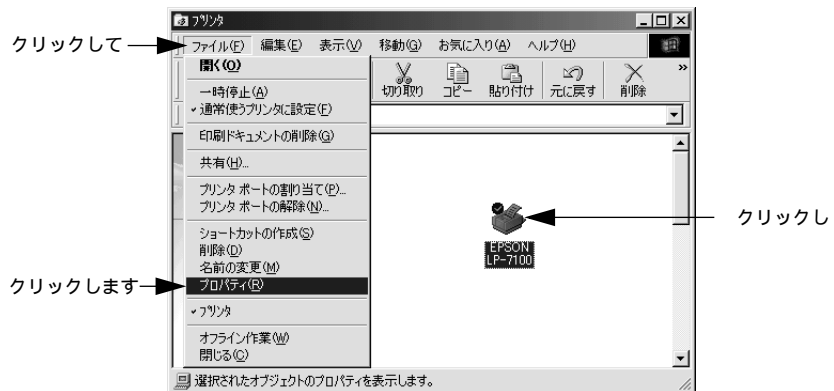 プリンタ
クリックして
ファイル(F) 編集(E) 表示(V) 移動(G) お気に入り(A) ヘルプ(H)
開く(O)
切り取り コピー 貼り付け 元に戻す 削除 »
一時停止(A)
通常使うプリンタに設定(F)
印刷ドキュメントの削除(G)
共有(H)...
プリンタ ポートの割り当て(P)...
プリンタ ポートの解除(N)...
クリックし
ショートカットの作成(S)
EPSON
LP-7100
削除(D)
名前の変更(M)
クリックします
プロパティ(R)
プリンタ
オフライン作業(W)
閉じる(C)
選択されたオブジェクトのプロパティを表示します。